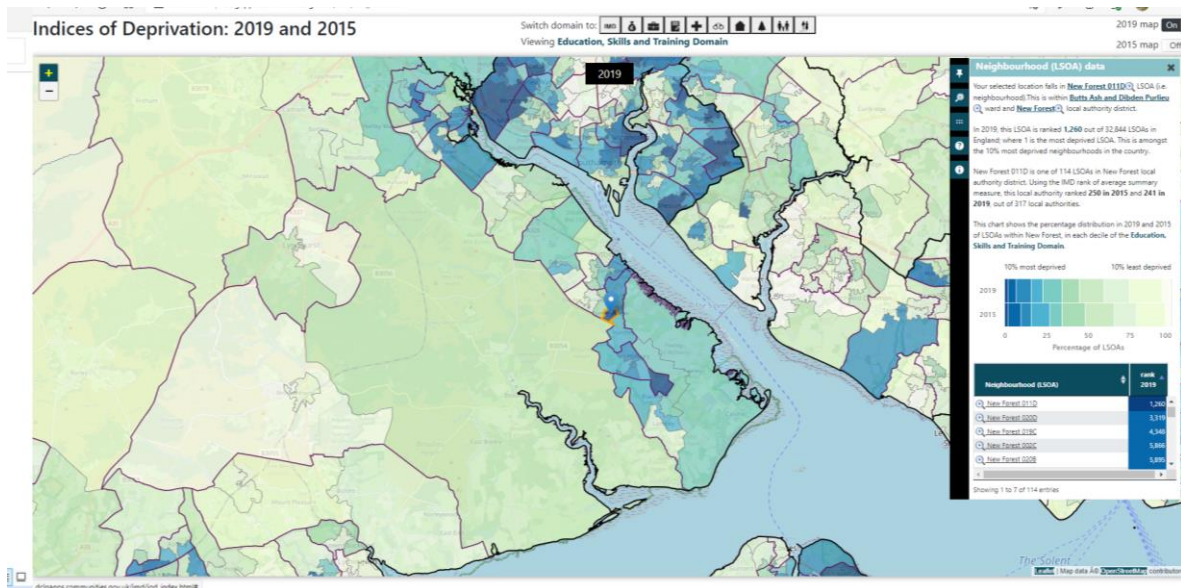 Indices of Deprivation: 2019 and 2015
Switch domain to: IMD
Viewing Education, Skills and Training Domain
2019 map On
2015 map Off
+
−
2019
Neighbourhood (LSOA) data
Your selected location falls in New Forest 011D LSOA (i.e.
neighbourhood).This is within Butts Ash and Dibden Purlieu
ward and New Forest local authority district.
In 2019, this LSOA is ranked 1,260 out of 32,844 LSOAs in
England; where 1 is the most deprived LSOA. This is amongst
the 10% most deprived neighbourhoods in the country.
New Forest 011D is one of 114 LSOAs in New Forest local
authority district. Using the IMD rank of average summary
measure, this local authority ranked 250 in 2015 and 241 in
2019, out of 317 local authorities.
This chart shows the percentage distribution in 2019 and 2015
of LSOAs within New Forest, in each decile of the Education,
Skills and Training Domain.
10% most deprived 10% least deprived
2019
2015
0 25 50 75 100
Percentage of LSOAs
Neighbourhood (LSOA) rank 2019
New Forest 011D 1,260
New Forest 020D 3,319
New Forest 019C 4,348
New Forest 002C 5,866
New Forest 020B 5,895
Showing 1 to 7 of 114 entries
The Solent
Leaflet | Map data Â© OpenStreetMap contributors